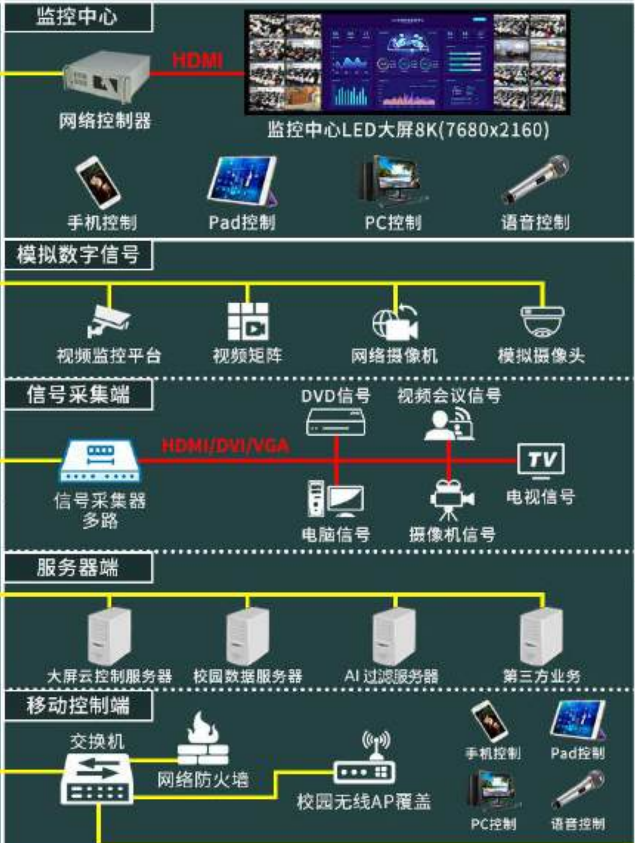 监控中心
HDMI
网络控制器
监控中心LED大屏8K(7680x2160)
手机控制
Pad控制
PC控制
语音控制
模拟数字信号
视频监控平台
视频矩阵
网络摄像机
模拟摄像头
信号采集端
DVD信号
视频会议信号
HDMI/DVI/VGA
TV
信号采集器
多路
电脑信号
摄像机信号
电视信号
服务器端
大屏云控制服务器
校园数据服务器
AI过滤服务器
第三方业务
移动控制端
交换机
网络防火墙
校园无线AP覆盖
手机控制
Pad控制
PC控制
语音控制